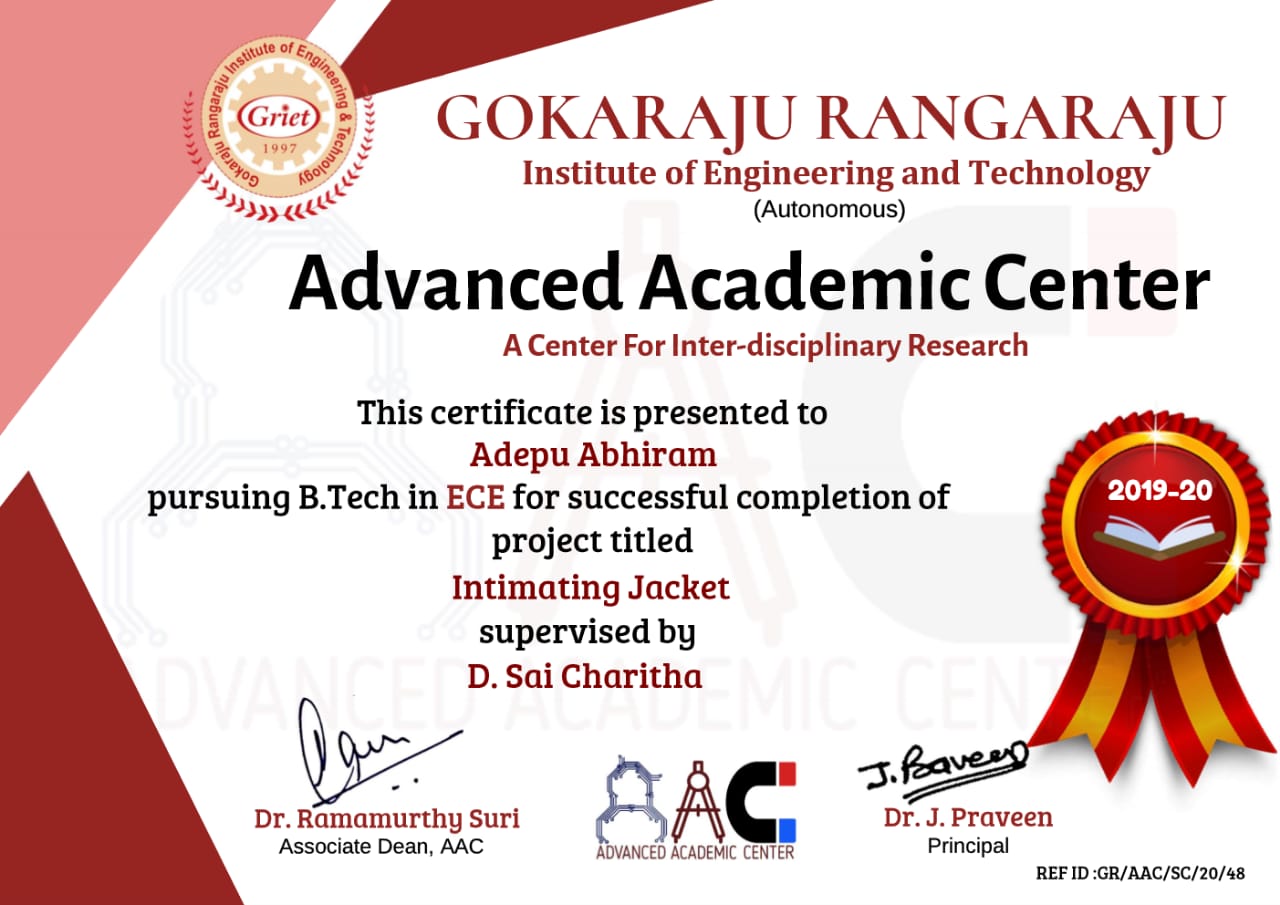 Gokaraju Rangaraju Institute of Engineering & Technology
Griet
1997
GOKARAJU RANGARAJU
Institute of Engineering and Technology
(Autonomous)
Advanced Academic Center
A Center For Inter-disciplinary Research
This certificate is presented to
Adepu Abhiram
pursuing B.Tech in ECE for successful completion of
project titled
Intimating Jacket
supervised by
D. Sai Charitha
2019-20
ADVANCED ACADEMIC CENT
J. Praveen
Dr. Ramamurthy Suri
Associate Dean, AAC
ADVANCED ACADEMIC CENTER
Dr. J. Praveen
Principal
REF ID :GR/AAC/SC/20/48